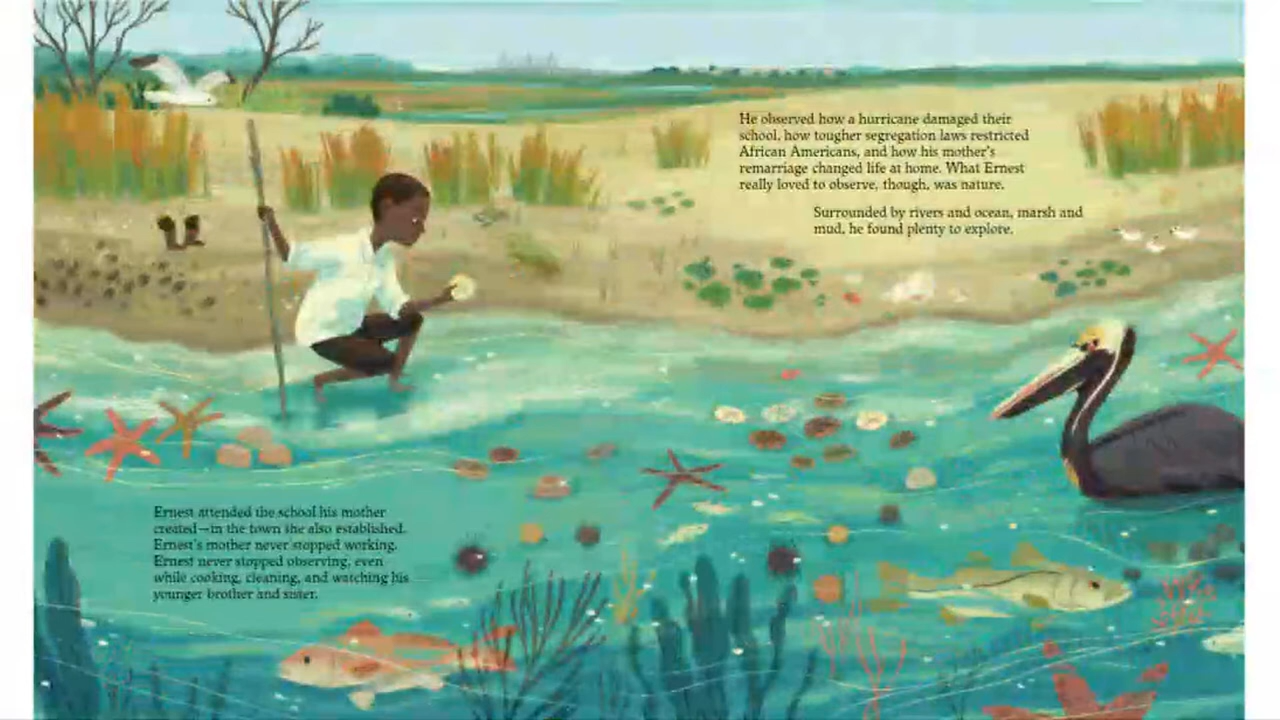 Ernest attended the school his mother
created—in the town she also established.
Ernest's mother never stopped working.
Ernest never stopped observing, even
while cooking, cleaning, and watching his
younger brother and sister.
He observed how a hurricane damaged their
school, how tougher segregation laws restricted
African Americans, and how his mother's
remarriage changed life at home. What Ernest
really loved to observe, though, was nature.
Surrounded by rivers and ocean, marsh and
mud, he found plenty to explore.